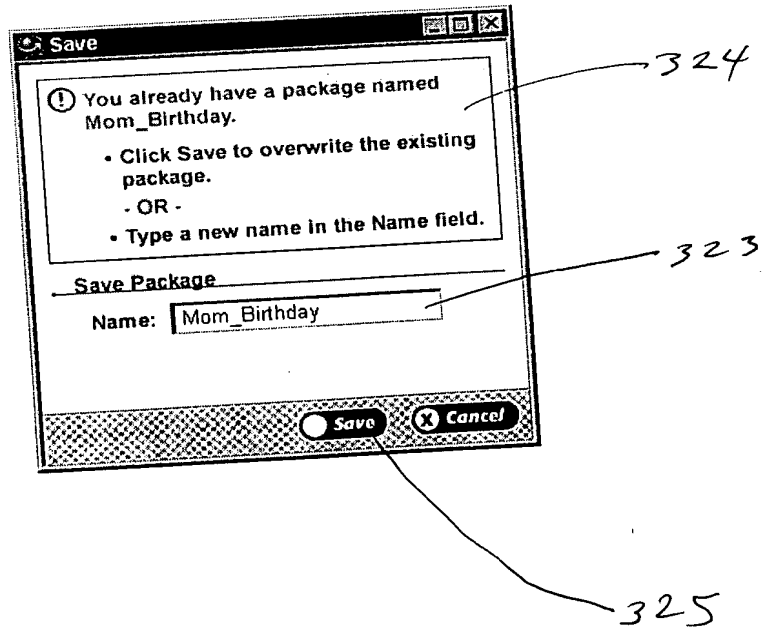 Save
324
! You already have a package named
Mom_Birthday.
• Click Save to overwrite the existing
package.
- OR -
• Type a new name in the Name field.
323
Save Package
Name: Mom_Birthday
Save X Cancel
325